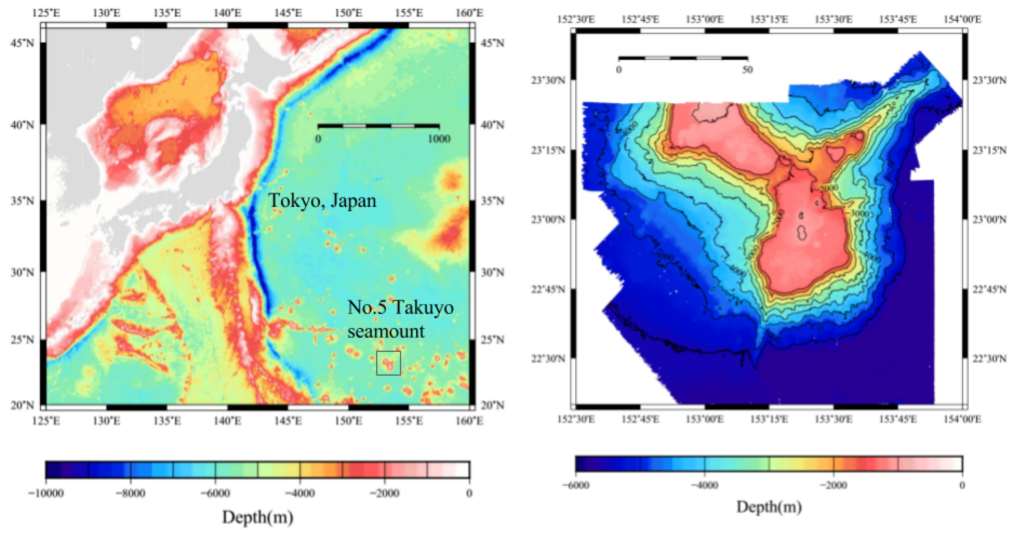 125°E 130°E 135°E 140°E 145°E 150°E 155°E 160°E
45°N 45°N
40°N 40°N
0 1000
35°N 35°N
Tokyo, Japan
30°N 30°N
No.5 Takuyo
seamount
25°N 25°N
20°N 20°N
125°E 130°E 135°E 140°E 145°E 150°E 155°E 160°E
−10000 −8000 −6000 −4000 −2000 0
Depth(m)
152°30'E 152°45'E 153°00'E 153°15'E 153°30'E 153°45'E 154°00'E
0 50
23°30'N 23°30'N
23°15'N 23°15'N
2000
3000
23°00'N 23°00'N
4000
22°45'N 22°45'N
22°30'N 22°30'N
152°30'E 152°45'E 153°00'E 153°15'E 153°30'E 153°45'E 154°00'E
−6000 −4000 −2000 0
Depth(m)